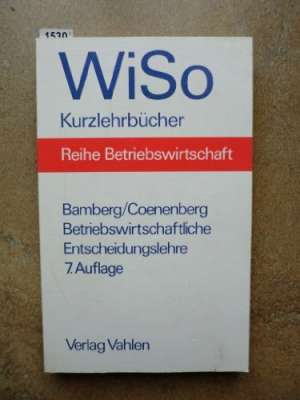 1530
WiSo
Kurzlehrbücher
Reihe Betriebswirtschaft
Bamberg/Coenenberg
Betriebswirtschaftliche
Entscheidungslehre
7. Auflage
Verlag Vahlen